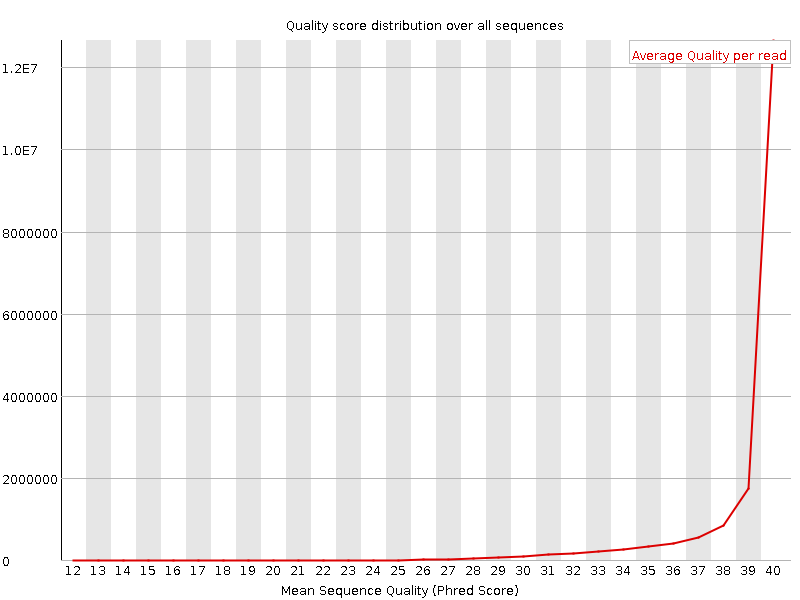 Quality score distribution over all sequences
Average Quality per read
1.2E7
1.0E7
8000000
6000000
4000000
2000000
0
12 13 14 15 16 17 18 19 20 21 22 23 24 25 26 27 28 29 30 31 32 33 34 35 36 37 38 39 40
Mean Sequence Quality (Phred Score)